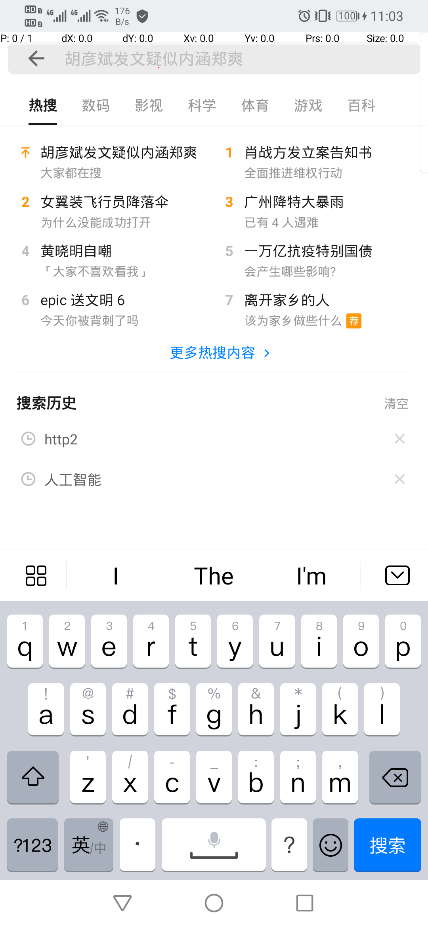 HD 1 4G 4G 176 B/s 100 11:03
HD 2
P: 0 / 1 dX: 0.0 dY: 0.0 Xv: 0.0 Yv: 0.0 Prs: 0.0 Size: 0.0
胡彦斌发文疑似内涵郑爽
热搜 数码 影视 科学 体育 游戏 百科
胡彦斌发文疑似内涵郑爽
大家都在搜
1 肖战方发立案告知书
全面推进维权行动
2 女翼装飞行员降落伞
为什么没能成功打开
3 广州降特大暴雨
已有 4 人遇难
4 黄晓明自嘲
「大家不喜欢看我」
5 一万亿抗疫特别国债
会产生哪些影响?
6 epic 送文明 6
今天你被背刺了吗
7 离开家乡的人
该为家乡做些什么 荐
更多热搜内容 >
搜索历史 清空
http2
人工智能
I The I'm
1 2 3 4 5 6 7 8 9 0
q w e r t y u i o p
! @ # $ % & * ( )
a s d f g h j k l
' / - _ : ; ,
z x c v b n m
?123 英/中 · ? 搜索